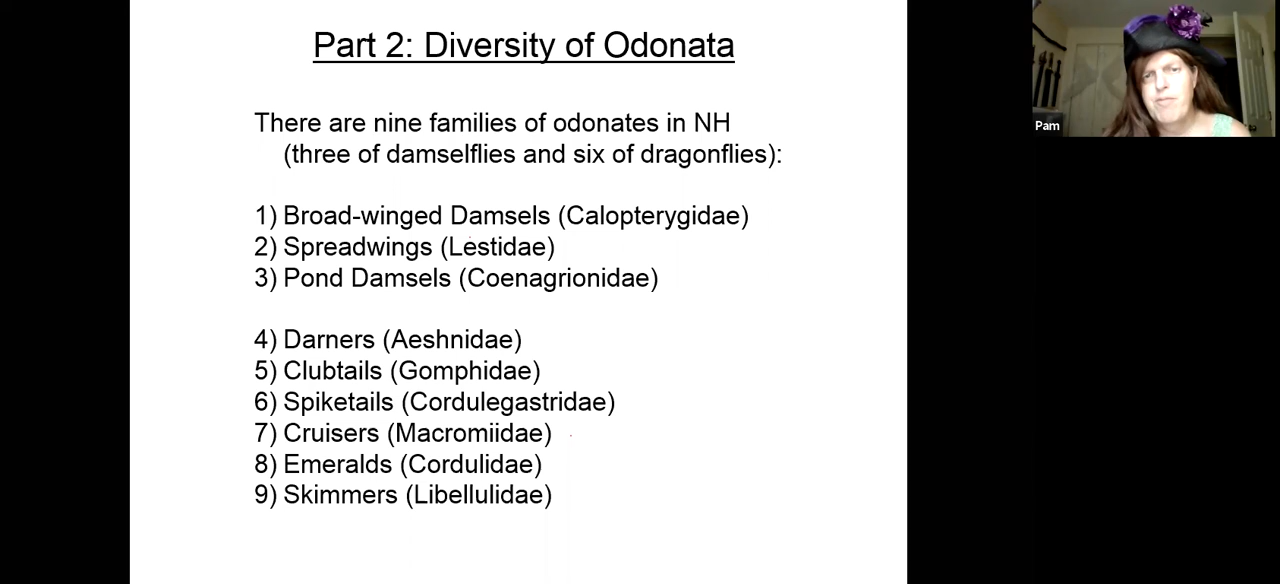 Part 2: Diversity of Odonata
There are nine families of odonates in NH
(three of damselflies and six of dragonflies):
1) Broad-winged Damsels (Calopterygidae)
2) Spreadwings (Lestidae)
3) Pond Damsels (Coenagrionidae)
4) Darners (Aeshnidae)
5) Clubtails (Gomphidae)
6) Spiketails (Cordulegastridae)
7) Cruisers (Macromiidae)
8) Emeralds (Cordulidae)
9) Skimmers (Libellulidae)
Pam